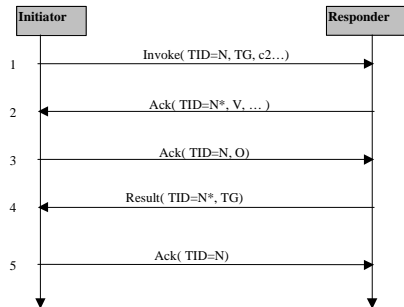 Initiator
Responder
1
Invoke( TID=N, TG, c2…)
2
Ack( TID=N*, V, … )
3
Ack( TID=N, O)
4
Result( TID=N*, TG)
5
Ack( TID=N)